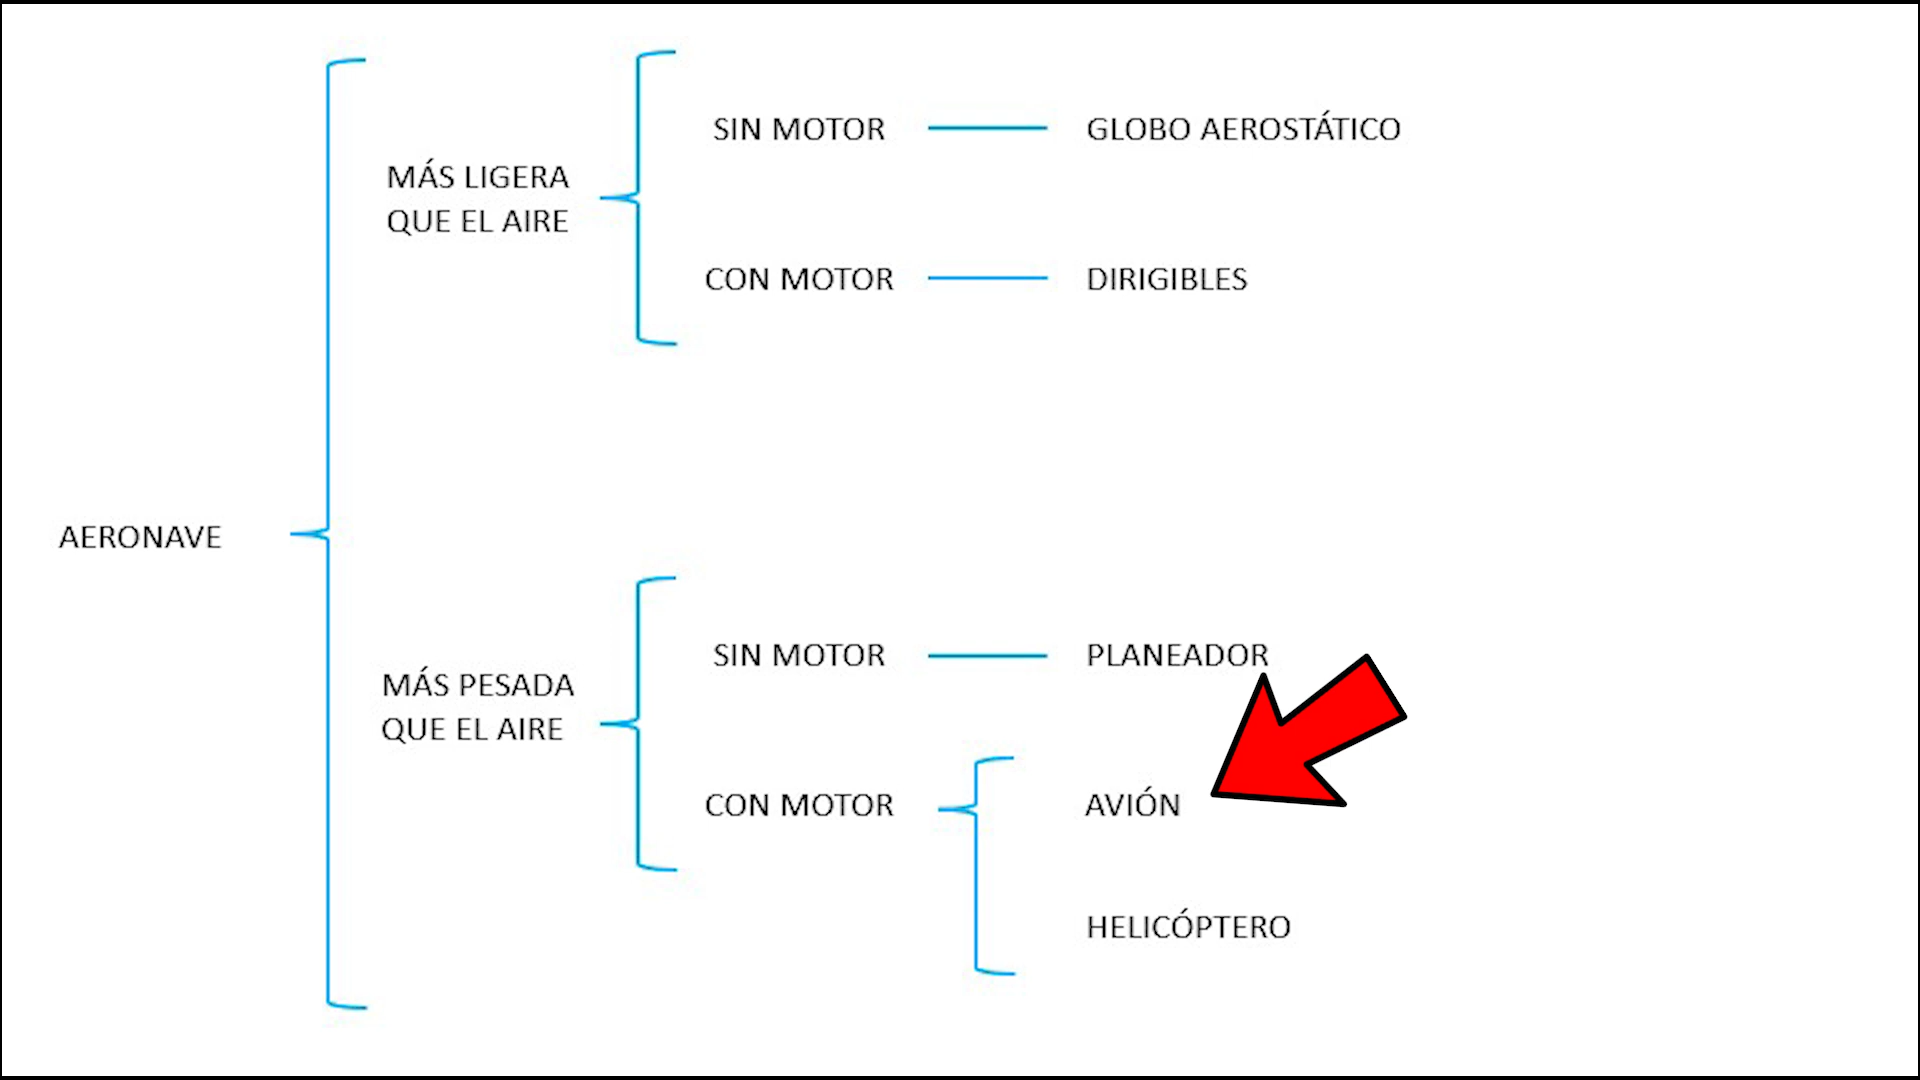 SIN MOTOR GLOBO AEROSTÁTICO
MÁS LIGERA
QUE EL AIRE
CON MOTOR DIRIGIBLES
AERONAVE
SIN MOTOR PLANEADOR
MÁS PESADA
QUE EL AIRE
CON MOTOR AVIÓN
HELICÓPTERO